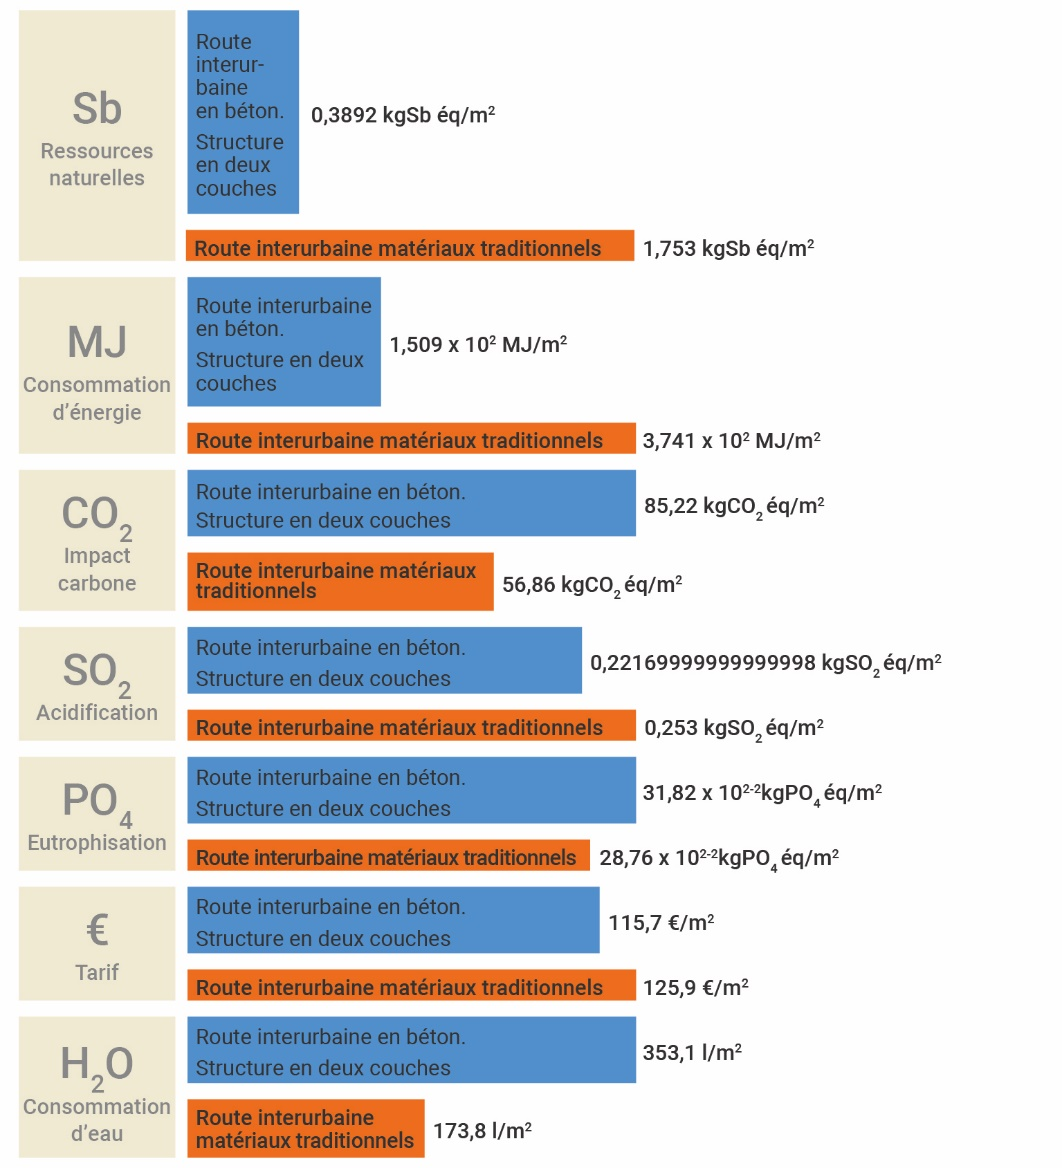 Sb
Ressources
naturelles
Route
interur-
baine
en béton.
Structure
en deux
couches
0,3892 kgSb éq/m²
Route interurbaine matériaux traditionnels
1,753 kgSb éq/m²
MJ
Consommation
d’énergie
Route interurbaine
en béton.
Structure en deux
couches
1,509 x 10² MJ/m²
Route interurbaine matériaux traditionnels
3,741 x 10² MJ/m²
CO₂
Impact
carbone
Route interurbaine en béton.
Structure en deux couches
85,22 kgCO₂ éq/m²
Route interurbaine matériaux
traditionnels
56,86 kgCO₂ éq/m²
SO₂
Acidification
Route interurbaine en béton.
Structure en deux couches
0,22169999999999998 kgSO₂ éq/m²
Route interurbaine matériaux traditionnels
0,253 kgSO₂ éq/m²
PO₄
Eutrophisation
Route interurbaine en béton.
Structure en deux couches
31,82 x 10²⁻²kgPO₄ éq/m²
Route interurbaine matériaux traditionnels
28,76 x 10²⁻²kgPO₄ éq/m²
€
Tarif
Route interurbaine en béton.
Structure en deux couches
115,7 €/m²
Route interurbaine matériaux traditionnels
125,9 €/m²
H₂O
Consommation
d’eau
Route interurbaine en béton.
Structure en deux couches
353,1 l/m²
Route interurbaine
matériaux traditionnels
173,8 l/m²